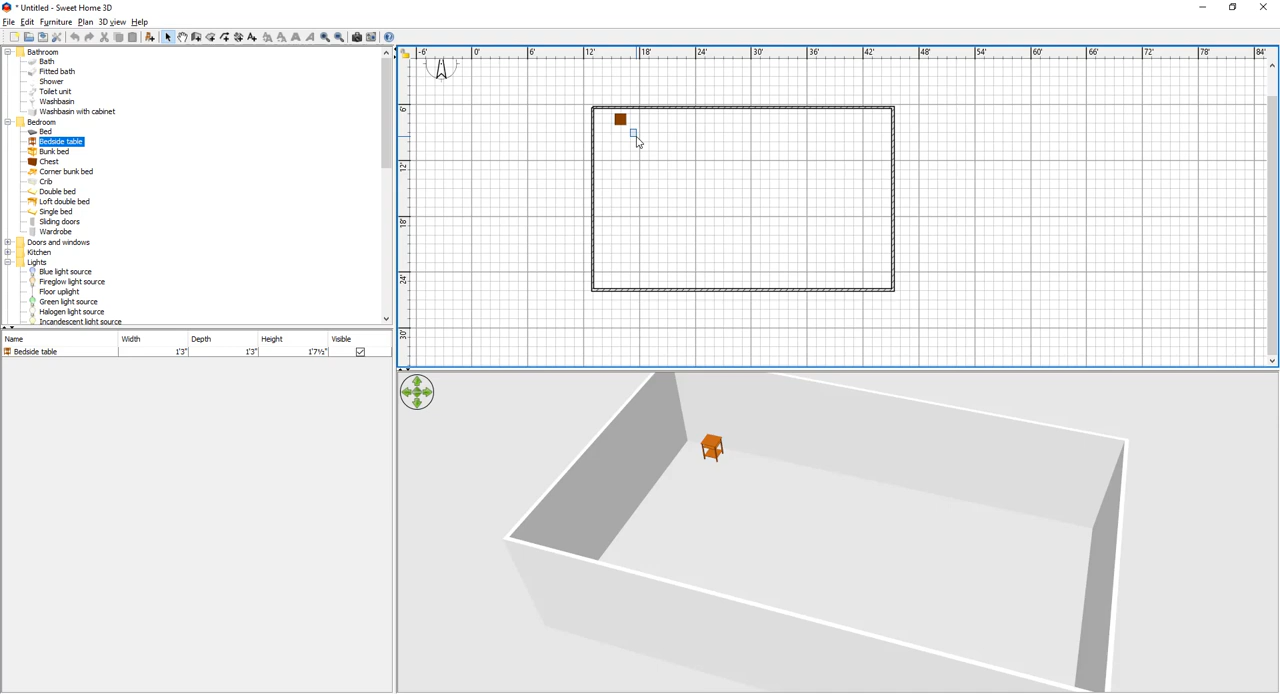 * Untitled - Sweet Home 3D
File Edit Furniture Plan 3D view Help
-6' 0' 6' 12' 18' 24' 30' 36' 42' 48' 54' 60' 66' 72' 78' 84'
6'
12'
18'
24'
30'
Bathroom
Bath
Fitted bath
Shower
Toilet unit
Washbasin
Washbasin with cabinet
Bedroom
Bed
Bedside table
Bunk bed
Chest
Corner bunk bed
Crib
Double bed
Loft double bed
Single bed
Sliding doors
Wardrobe
Doors and windows
Kitchen
Lights
Blue light source
Fireglow light source
Floor uplight
Green light source
Halogen light source
Incandescent light source
Name Width Depth Height Visible
Bedside table 1'3" 1'3" 1'7½"